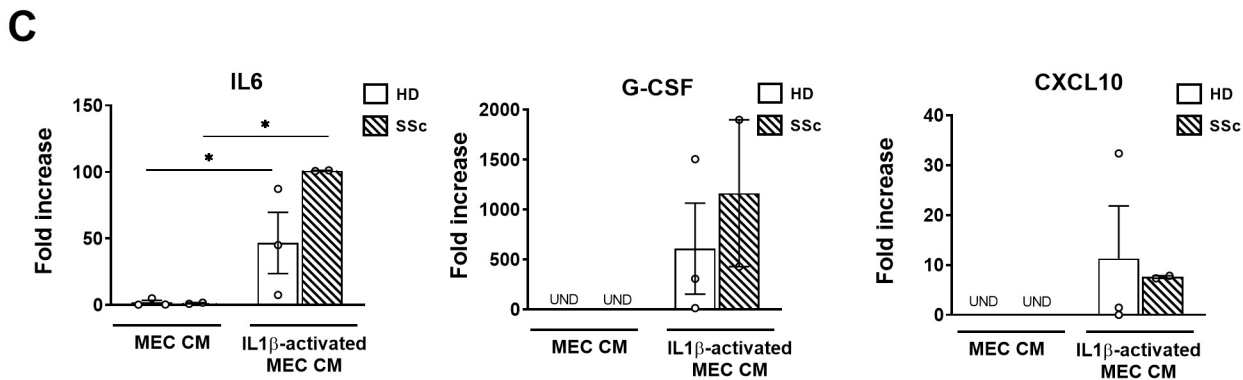 C
IL6
HD
SSc
Fold increase
150
100
50
0
*
*
MEC CM
IL1β-activated
MEC CM
G-CSF
HD
SSc
Fold increase
2000
1500
1000
500
0
UND UND
MEC CM
IL1β-activated
MEC CM
CXCL10
HD
SSc
Fold increase
40
30
20
10
0
UND UND
MEC CM
IL1β-activated
MEC CM